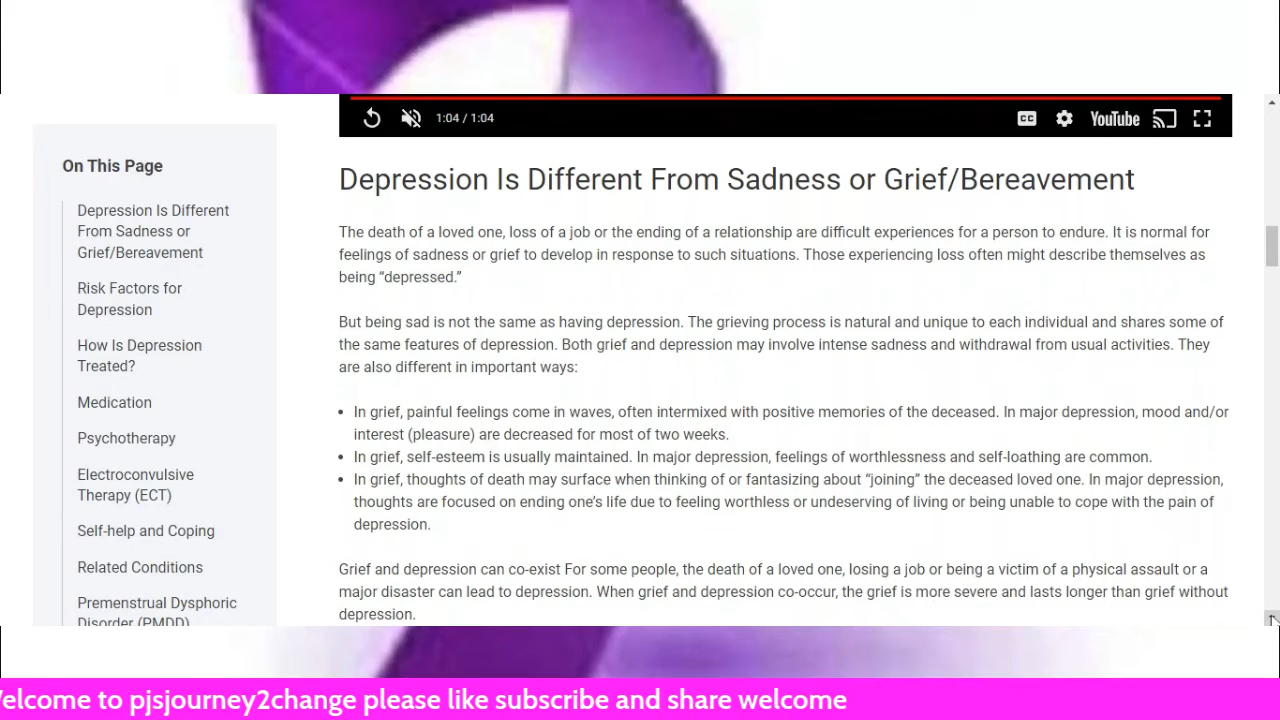 1:04 / 1:04
CC
YouTube
On This Page
Depression Is Different
From Sadness or
Grief/Bereavement
Risk Factors for
Depression
How Is Depression
Treated?
Medication
Psychotherapy
Electroconvulsive
Therapy (ECT)
Self-help and Coping
Related Conditions
Premenstrual Dysphoric
Disorder (PMDD)
Depression Is Different From Sadness or Grief/Bereavement
The death of a loved one, loss of a job or the ending of a relationship are difficult experiences for a person to endure. It is normal for
feelings of sadness or grief to develop in response to such situations. Those experiencing loss often might describe themselves as
being “depressed.”
But being sad is not the same as having depression. The grieving process is natural and unique to each individual and shares some of
the same features of depression. Both grief and depression may involve intense sadness and withdrawal from usual activities. They
are also different in important ways:
• In grief, painful feelings come in waves, often intermixed with positive memories of the deceased. In major depression, mood and/or
interest (pleasure) are decreased for most of two weeks.
• In grief, self-esteem is usually maintained. In major depression, feelings of worthlessness and self-loathing are common.
• In grief, thoughts of death may surface when thinking of or fantasizing about “joining” the deceased loved one. In major depression,
thoughts are focused on ending one’s life due to feeling worthless or undeserving of living or being unable to cope with the pain of
depression.
Grief and depression can co-exist For some people, the death of a loved one, losing a job or being a victim of a physical assault or a
major disaster can lead to depression. When grief and depression co-occur, the grief is more severe and lasts longer than grief without
depression.
elcome to pjsjourney2change please like subscribe and share welcome